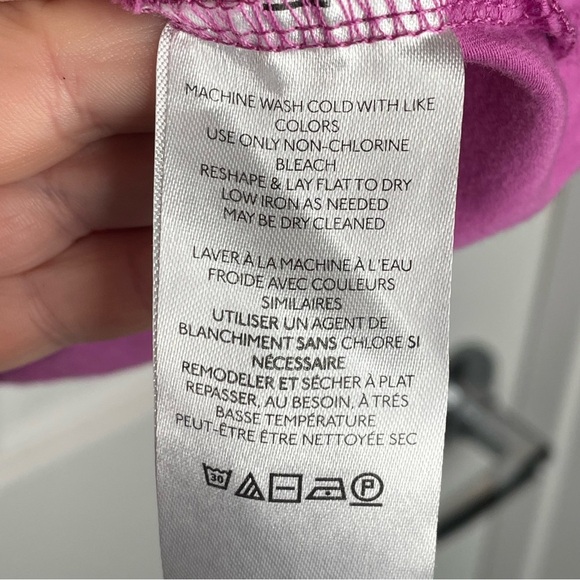 MACHINE WASH COLD WITH LIKE
COLORS
USE ONLY NON-CHLORINE
BLEACH
RESHAPE & LAY FLAT TO DRY
LOW IRON AS NEEDED
MAY BE DRY CLEANED
LAVER À LA MACHINE À L'EAU
FROIDE AVEC COULEURS
SIMILAIRES
UTILISER UN AGENT DE
BLANCHIMENT SANS CHLORE SI
NÉCESSAIRE
REMODELER ET SÉCHER À PLAT
REPASSER, AU BESOIN, À TRÉS
BASSE TEMPÉRATURE
PEUT-ÊTRE ÊTRE NETTOYÉE SEC
30 P